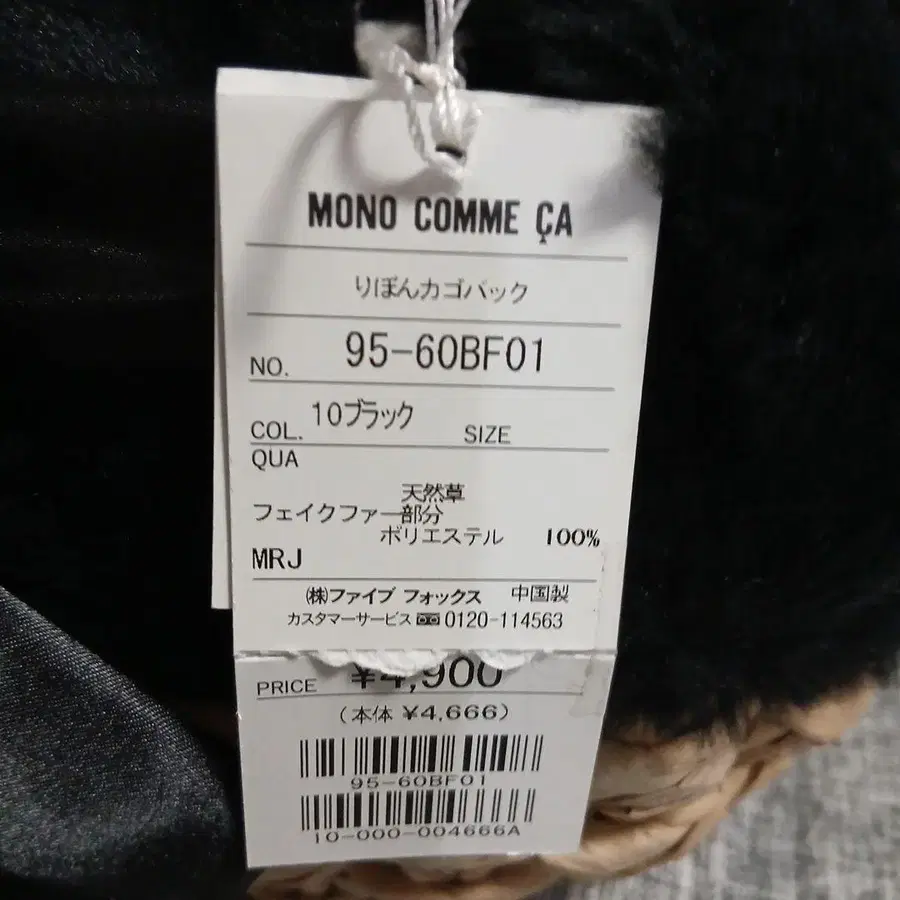 MONO COMME ÇA
りぼんカゴバック
NO. 95-60BF01
COL. 10ブラック SIZE
QUA
天然草
フェイクファー部分
ポリエステル 100%
MRJ
(株)ファイブ フォックス 中国製
カスタマーサービス 0120-114563
PRICE ¥4,900
(本体 ¥4,666)
95-60BF01
10-000-004666A